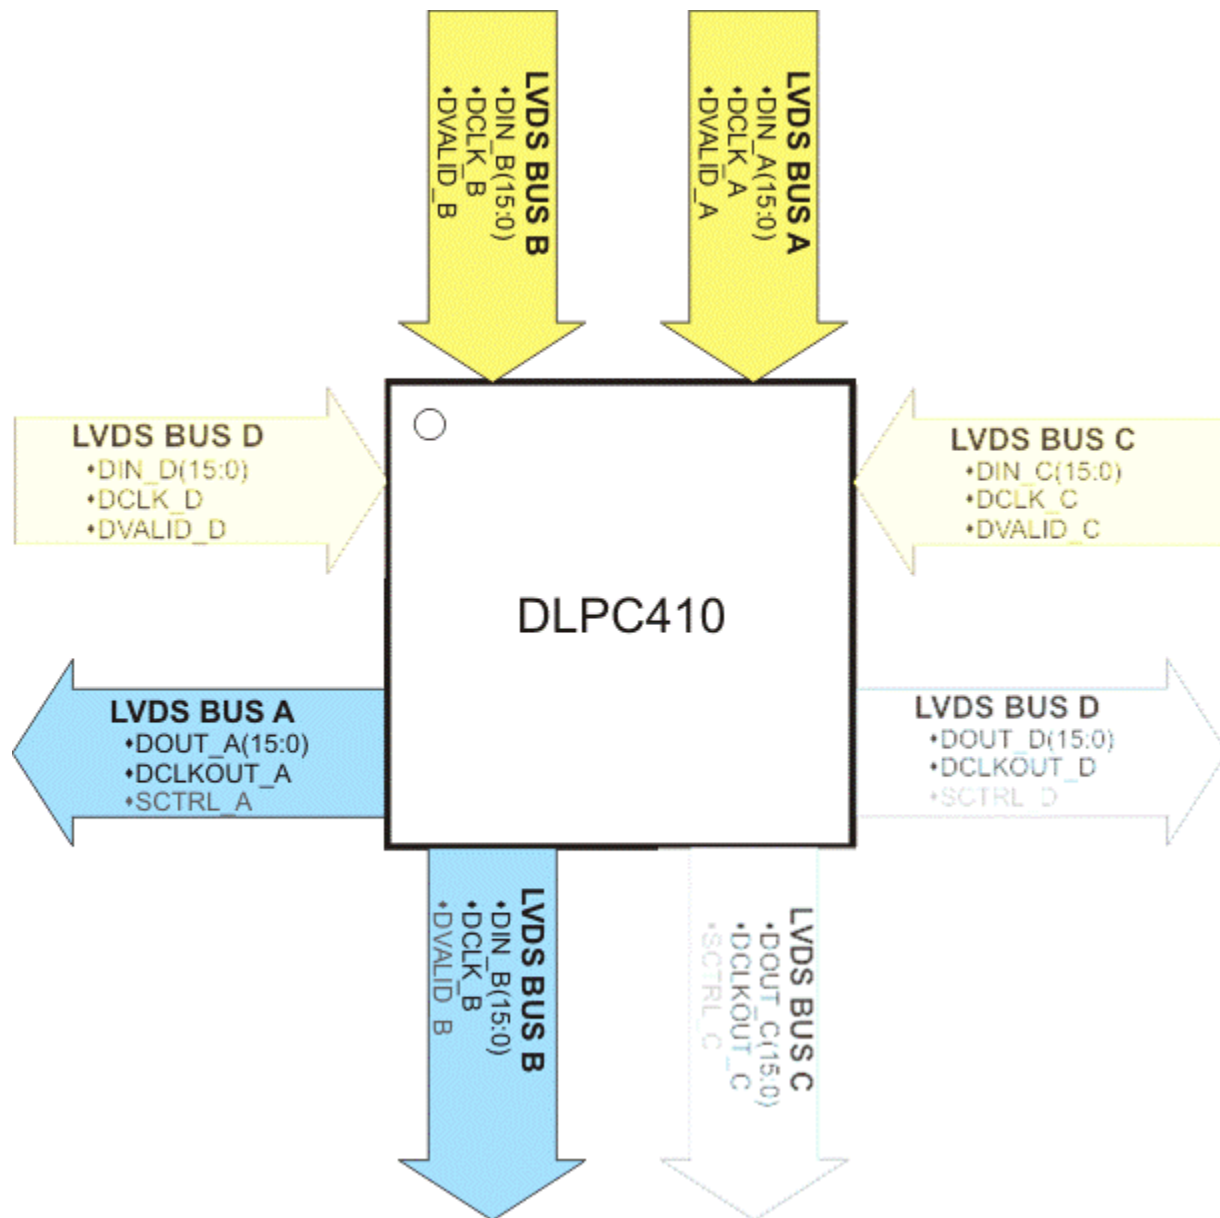 LVDS BUS B
♦DIN_B(15:0)
♦DCLK_B
♦DVALID_B
LVDS BUS A
♦DIN_A(15:0)
♦DCLK_A
♦DVALID_A
LVDS BUS D
♦DIN_D(15:0)
♦DCLK_D
♦DVALID_D
LVDS BUS C
♦DIN_C(15:0)
♦DCLK_C
♦DVALID_C
DLPC410
LVDS BUS A
♦DOUT_A(15:0)
♦DCLKOUT_A
♦SCTRL_A
LVDS BUS D
♦DOUT_D(15:0)
♦DCLKOUT_D
♦SCTRL_D
LVDS BUS B
♦DIN_B(15:0)
♦DCLK_B
♦DVALID_B
LVDS BUS C
♦DOUT_C(15:0)
♦DCLKOUT_C
♦SCTRL_C